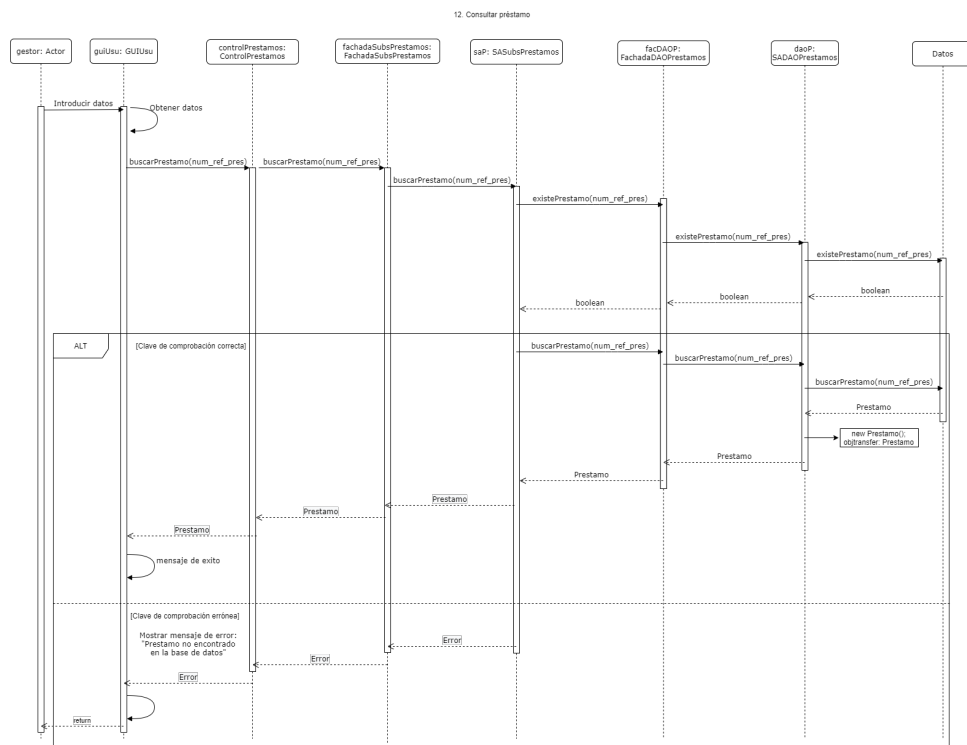 12. Consultar préstamo
gestor: Actor
guiUsu: GUIUsu
controlPrestamos:
ControlPrestamos
fachadaSubsPrestamos:
FachadaSubsPrestamos
saP: SASubsPrestamos
facDAOP:
FachadaDAOPrestamos
daoP:
SADAOPrestamos
Datos
Introducir datos
Obtener datos
buscarPrestamo(num_ref_pres)
buscarPrestamo(num_ref_pres)
buscarPrestamo(num_ref_pres)
existePrestamo(num_ref_pres)
existePrestamo(num_ref_pres)
existePrestamo(num_ref_pres)
boolean
boolean
boolean
ALT
[Clave de comprobación correcta]
buscarPrestamo(num_ref_pres)
buscarPrestamo(num_ref_pres)
buscarPrestamo(num_ref_pres)
Prestamo
new Prestamo();
objtransfer: Prestamo
Prestamo
Prestamo
Prestamo
Prestamo
Prestamo
mensaje de exito
[Clave de comprobación errónea]
Mostrar mensaje de error:
"Prestamo no encontrado
en la base de datos"
Error
Error
Error
return